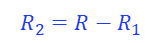 R₂ = R − R₁